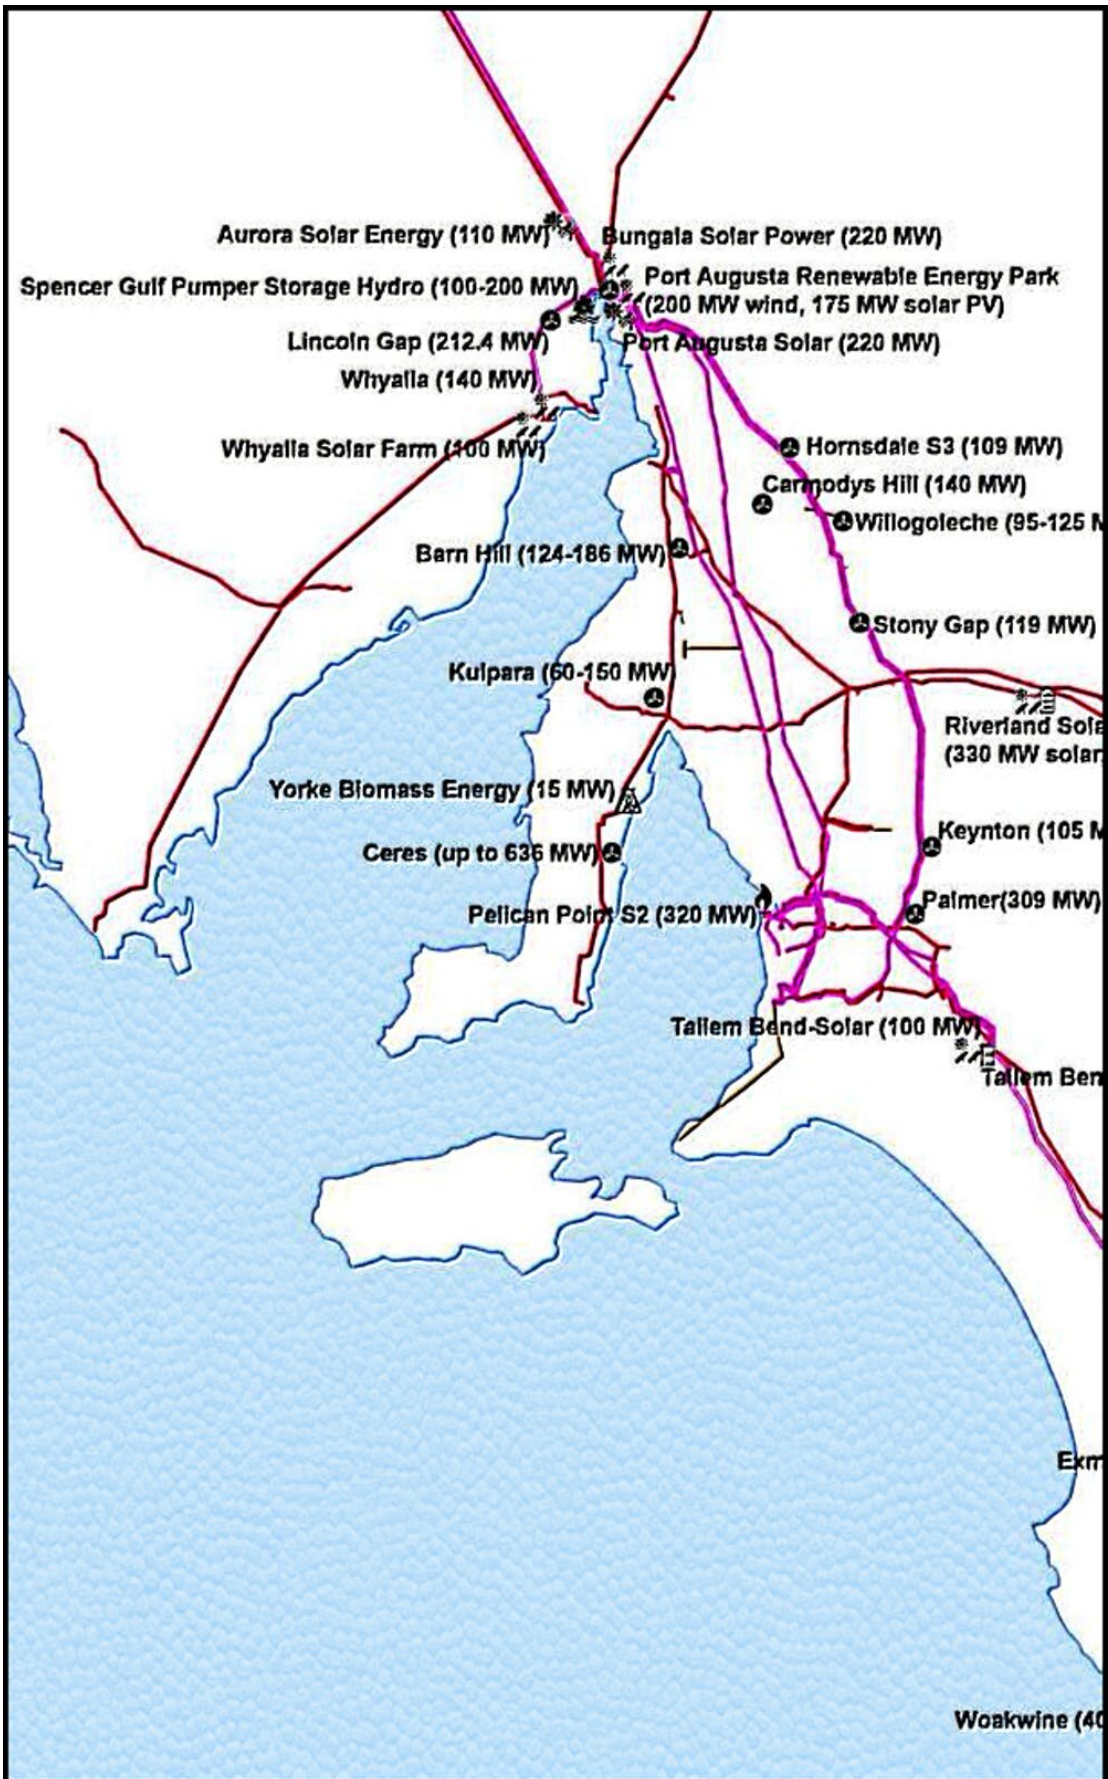 Aurora Solar Energy (110 MW)
Bungala Solar Power (220 MW)
Spencer Gulf Pumper Storage Hydro (100-200 MW)
Port Augusta Renewable Energy Park
(200 MW wind, 175 MW solar PV)
Lincoln Gap (212.4 MW)
Port Augusta Solar (220 MW)
Whyalla (140 MW)
Whyalla Solar Farm (100 MW)
Hornsdale S3 (109 MW)
Carmodys Hill (140 MW)
Willogoleche (95-125 M
Barn Hill (124-186 MW)
Stony Gap (119 MW)
Kulpara (60-150 MW)
Riverland Sola
(330 MW solar
Yorke Biomass Energy (15 MW)
Keynton (105 M
Ceres (up to 636 MW)
Palmer(309 MW)
Pelican Point S2 (320 MW)
Tailem Bend-Solar (100 MW)
Tailem Ben
Exm
Woakwine (40